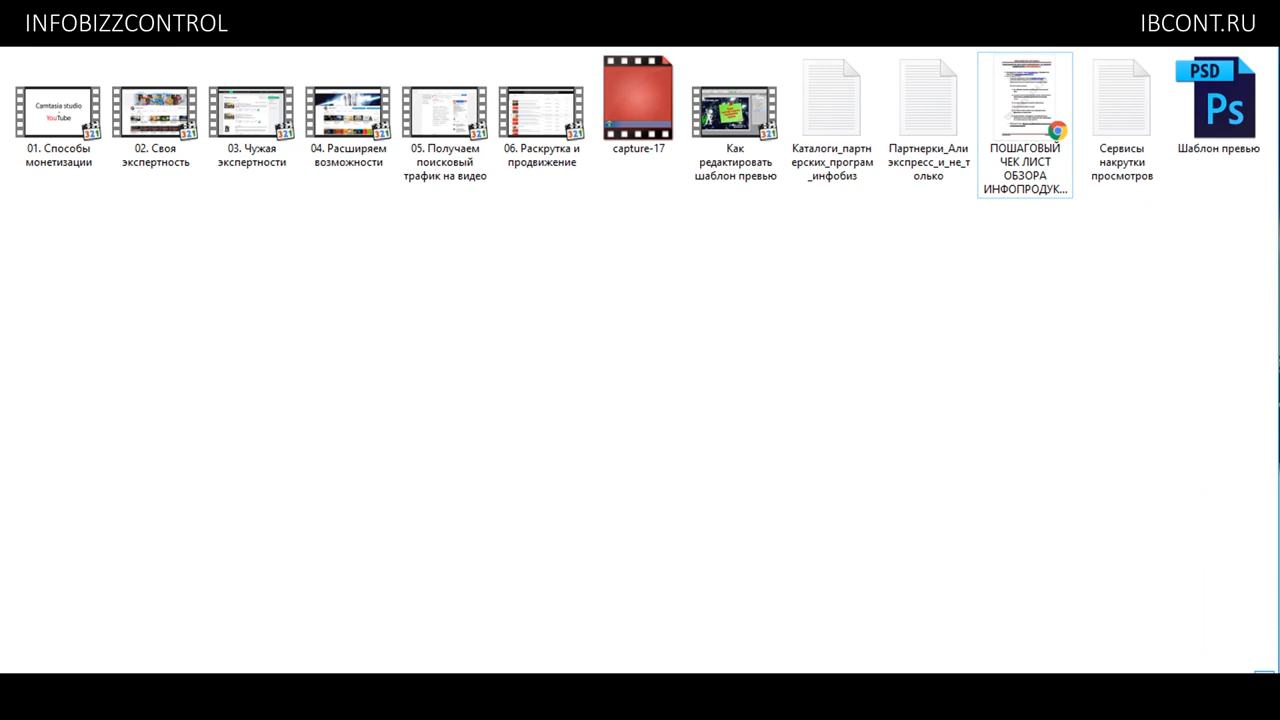 INFOBIZZCONTROL
IBCONT.RU
Camtasia studio
YouTube
PSD
Ps
01. Способы
монетизации
02. Своя
экспертность
03. Чужая
экспертности
04. Расширяем
возможности
05. Получаем
поисковый
трафик на видео
06. Раскрутка и
продвижение
capture-17
Как
редактировать
шаблон превью
Каталоги_партн
ерских_програм
_инфобиз
Партнерки_Али
экспресс_и_не_т
олько
ПОШАГОВЫЙ
ЧЕК ЛИСТ
ОБЗОРА
ИНФОПРОДУК...
Сервисы
накрутки
просмотров
Шаблон превью